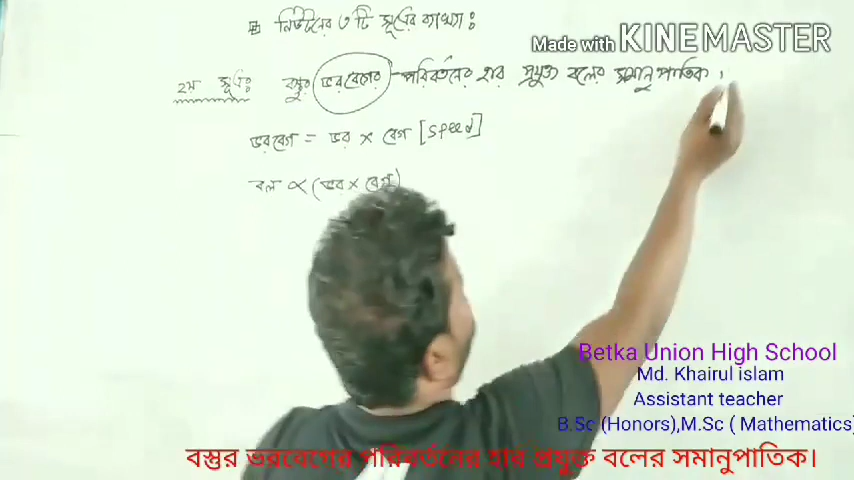 নিউটনের ৩ টি সূত্রের ব্যাখ্যা :
Made with KINEMASTER
২য় সূত্রঃ বস্তুর ভরবেগের পরিবর্তনের হার প্রযুক্ত বলের সমানুপাতিক ।
ভরবেগ = ভর × বেগ [speed]
বল ∝ (ভর × বেগ)
Betka Union High School
Md. Khairul islam
Assistant teacher
B.Sc (Honors),M.Sc ( Mathematics)
বস্তুর ভরবেগের পরিবর্তনের হার প্রযুক্ত বলের সমানুপাতিক।